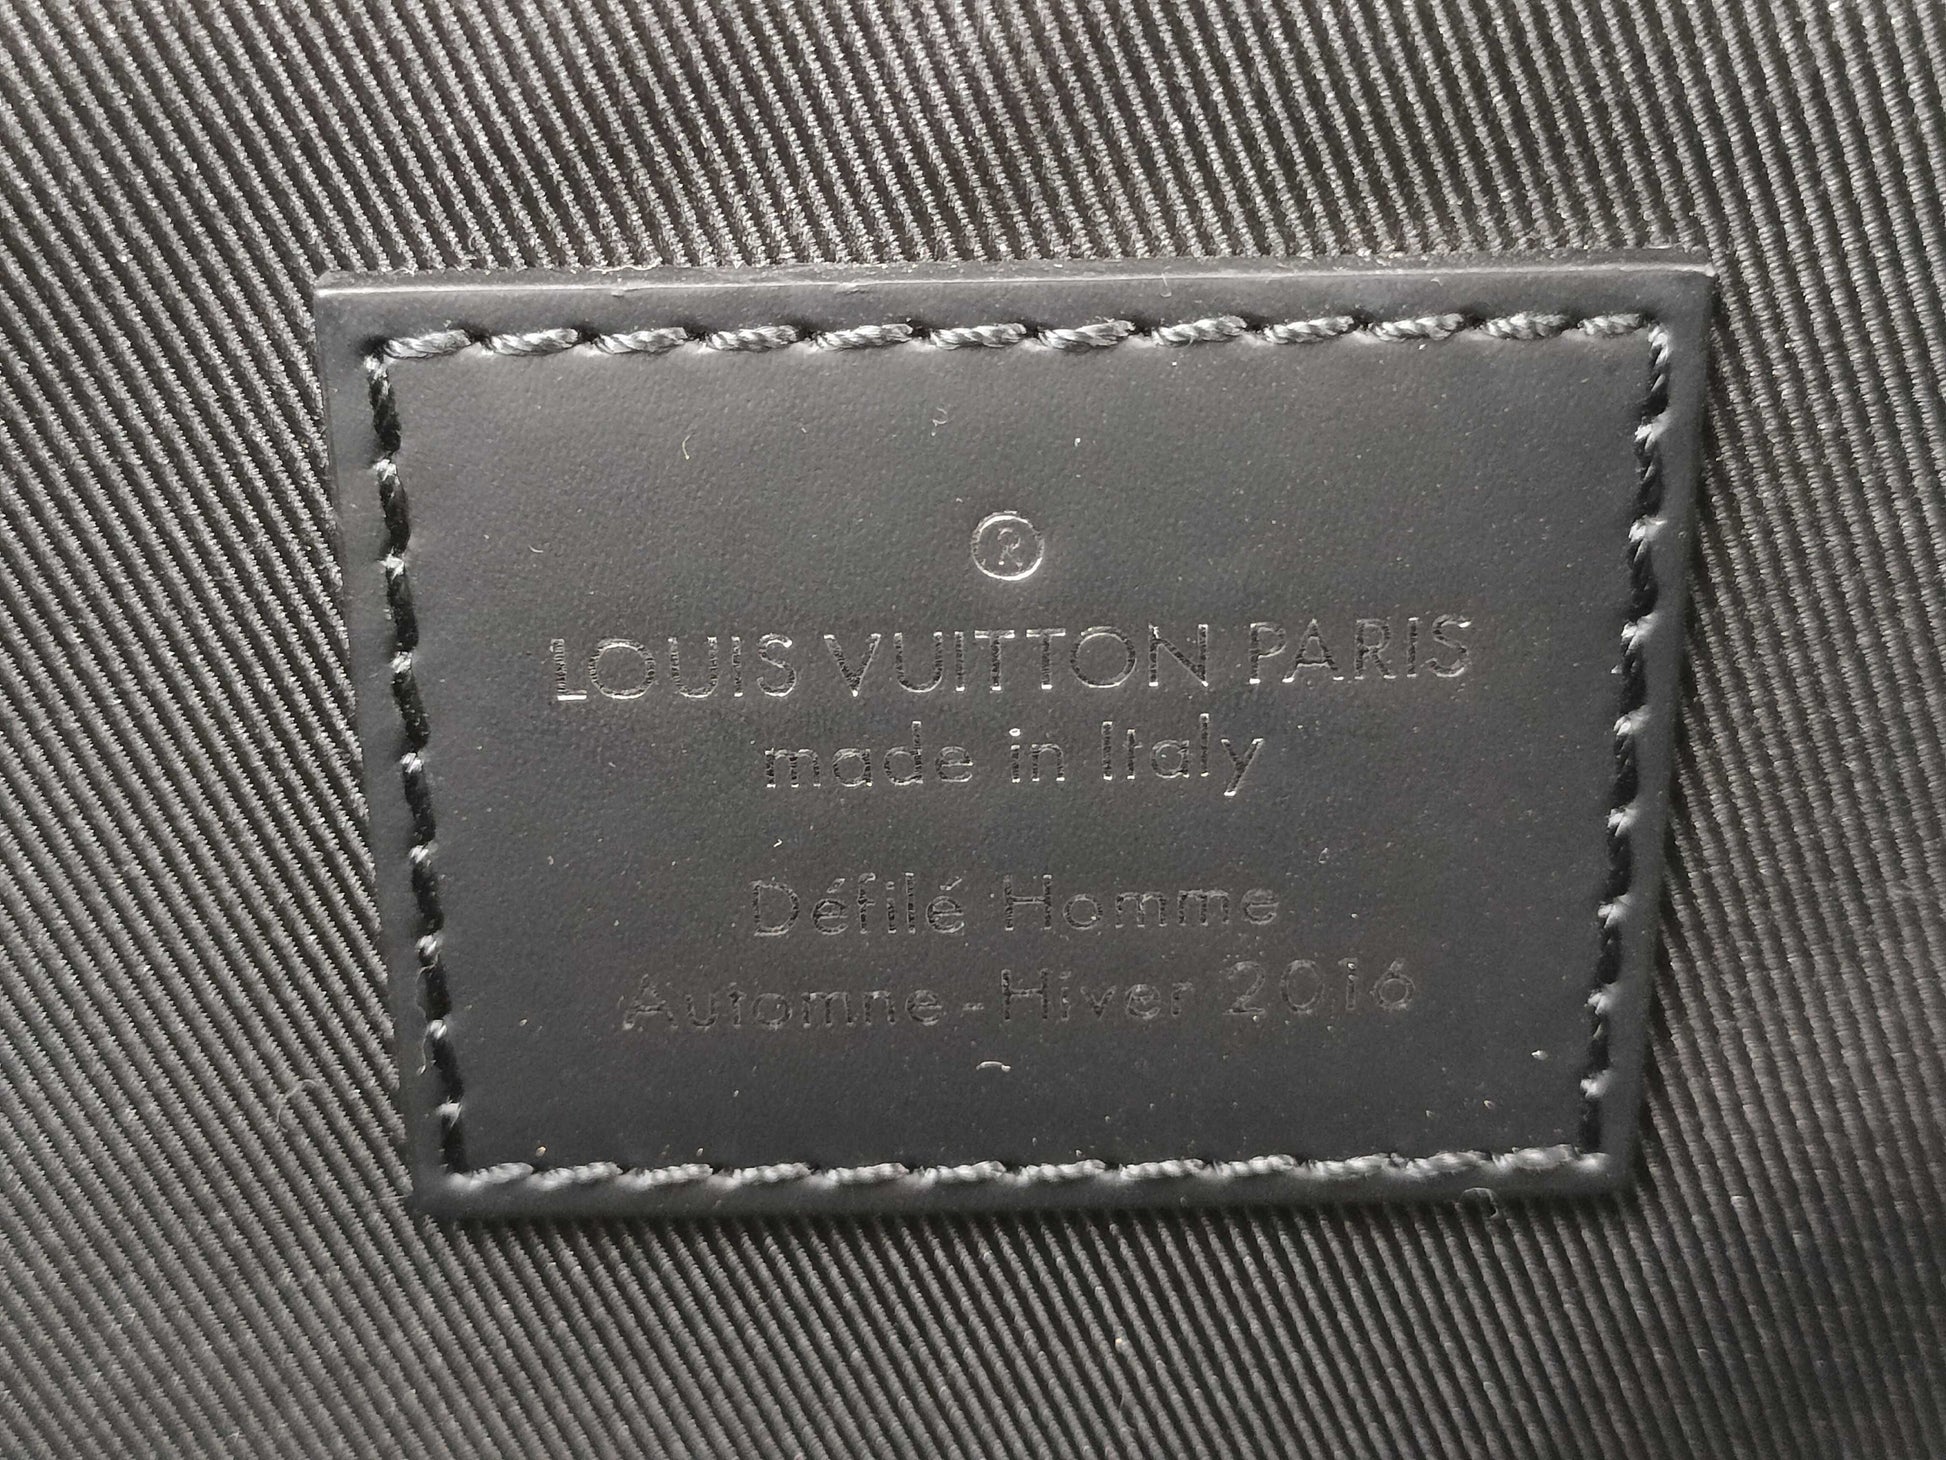 ®
LOUIS VUITTON PARIS
made in Italy
Défilé Homme
Automne-Hiver 2016